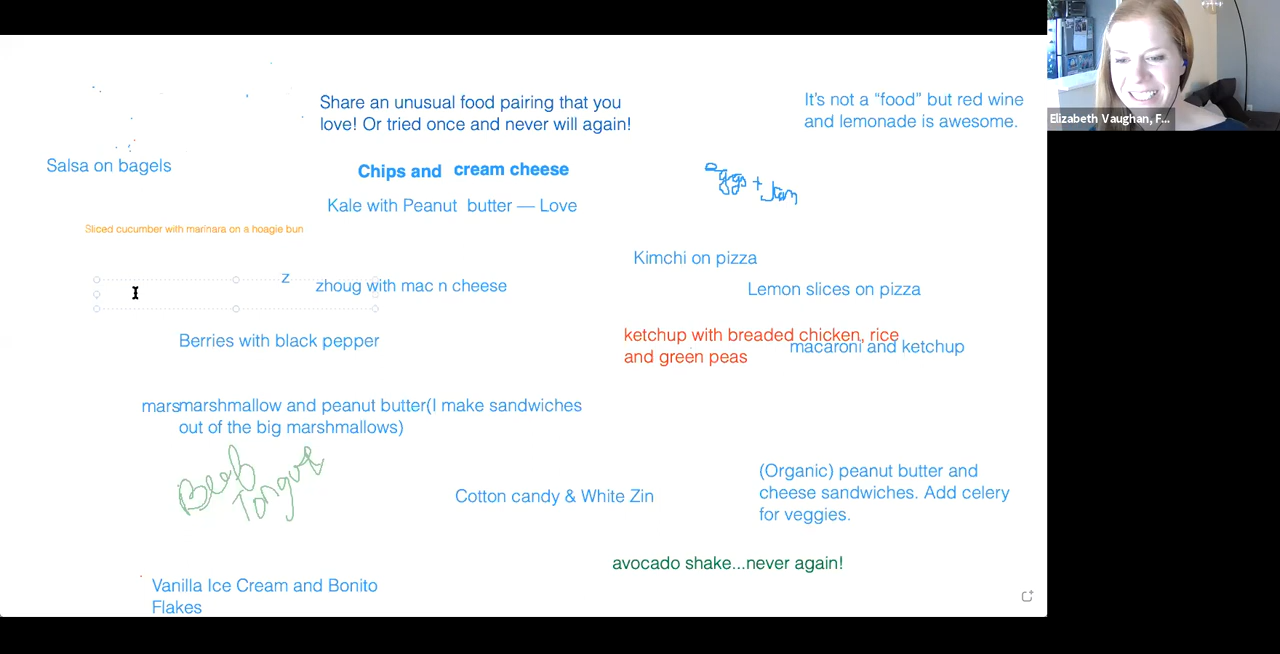 Share an unusual food pairing that you
love! Or tried once and never will again!
It's not a “food” but red wine
and lemonade is awesome.
Elizabeth Vaughan, F...
Salsa on bagels
Chips and cream cheese
eggs + Jam
Kale with Peanut butter — Love
Sliced cucumber with marinara on a hoagie bun
Kimchi on pizza
z
zhoug with mac n cheese
Lemon slices on pizza
Berries with black pepper
ketchup with breaded chicken, rice
and green peas
macaroni and ketchup
mars
marshmallow and peanut butter(I make sandwiches
out of the big marshmallows)
Beef
Tongue
Cotton candy & White Zin
(Organic) peanut butter and
cheese sandwiches. Add celery
for veggies.
avocado shake...never again!
Vanilla Ice Cream and Bonito
Flakes